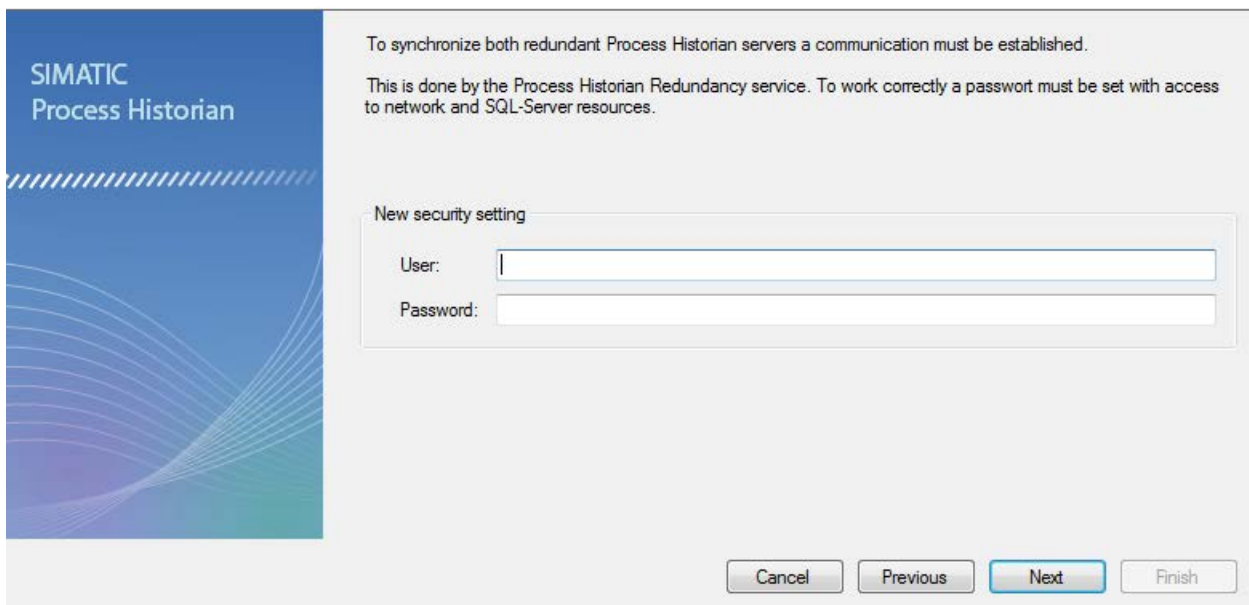 SIMATIC
Process Historian
To synchronize both redundant Process Historian servers a communication must be established.
This is done by the Process Historian Redundancy service. To work correctly a passwort must be set with access
to network and SQL-Server resources.
New security setting
User:
Password:
Cancel Previous Next Finish